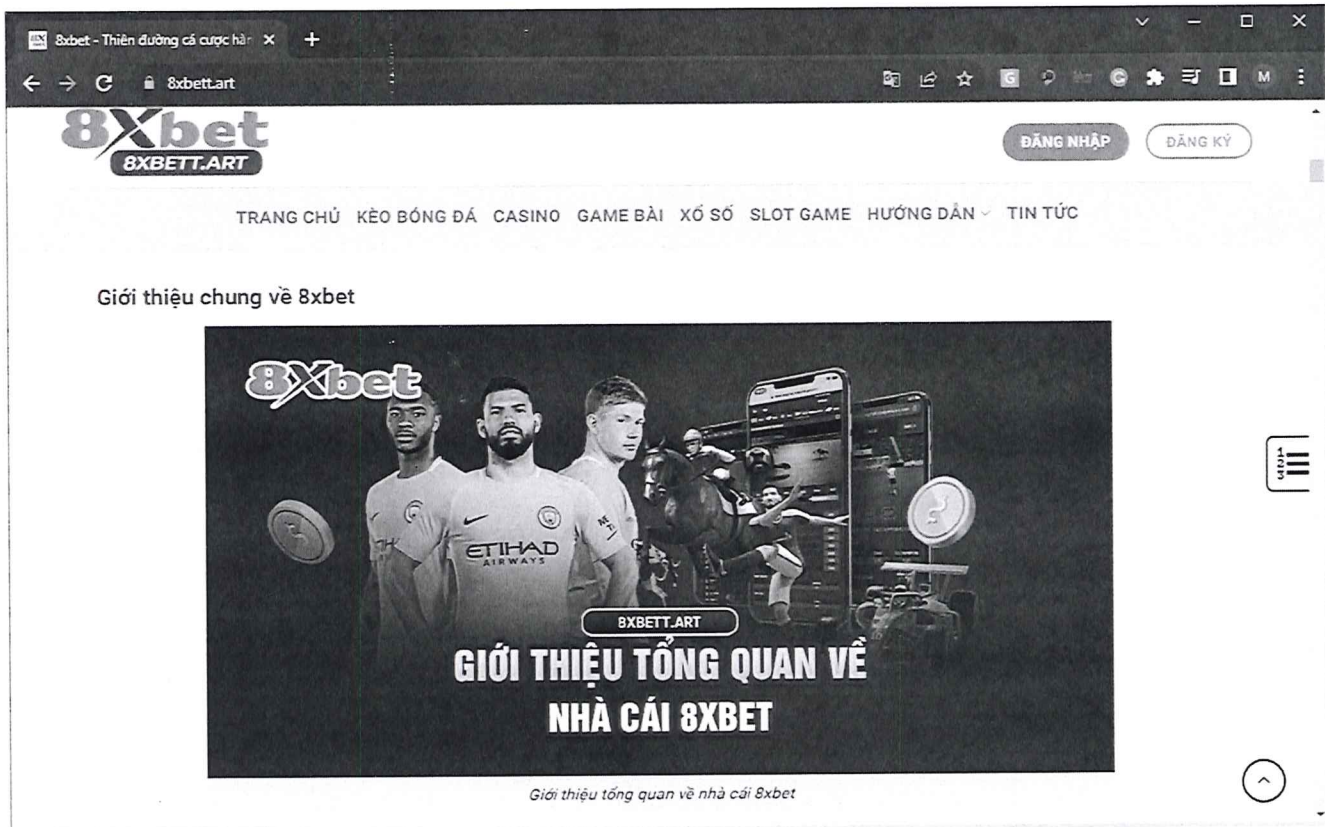 8xbet - Thiên đường cá cược hàn
8xbett.art
8Xbet
8XBETT.ART
ĐĂNG NHẬP
ĐĂNG KÝ
TRANG CHỦ KÈO BÓNG ĐÁ CASINO GAME BÀI XỔ SỐ SLOT GAME HƯỚNG DẪN TIN TỨC
Giới thiệu chung về 8xbet
8Xbet
ETIHAD
AIRWAYS
8XBETT.ART
GIỚI THIỆU TỔNG QUAN VỀ
NHÀ CÁI 8XBET
Giới thiệu tổng quan về nhà cái 8xbet